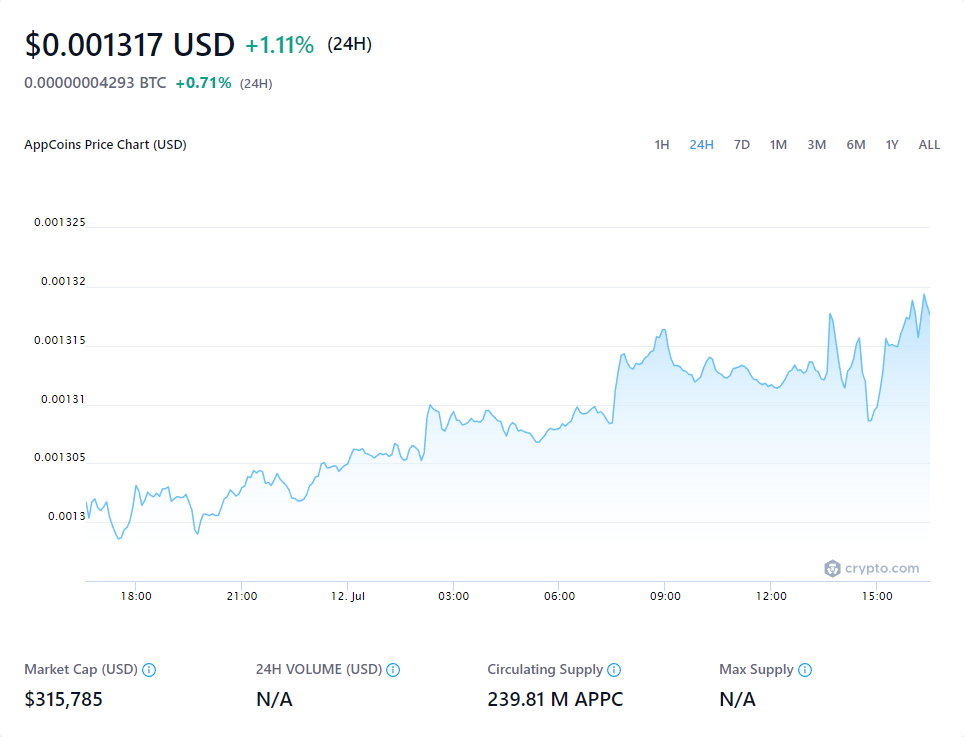 $0.001317 USD +1.11% (24H)
0.00000004293 BTC +0.71% (24H)
AppCoins Price Chart (USD) 1H 24H 7D 1M 3M 6M 1Y ALL
0.001325
0.00132
0.001315
0.00131
0.001305
0.0013
crypto.com
18:00 21:00 12. Jul 03:00 06:00 09:00 12:00 15:00
Market Cap (USD) 24H VOLUME (USD) Circulating Supply Max Supply
$315,785 N/A 239.81 M APPC N/A